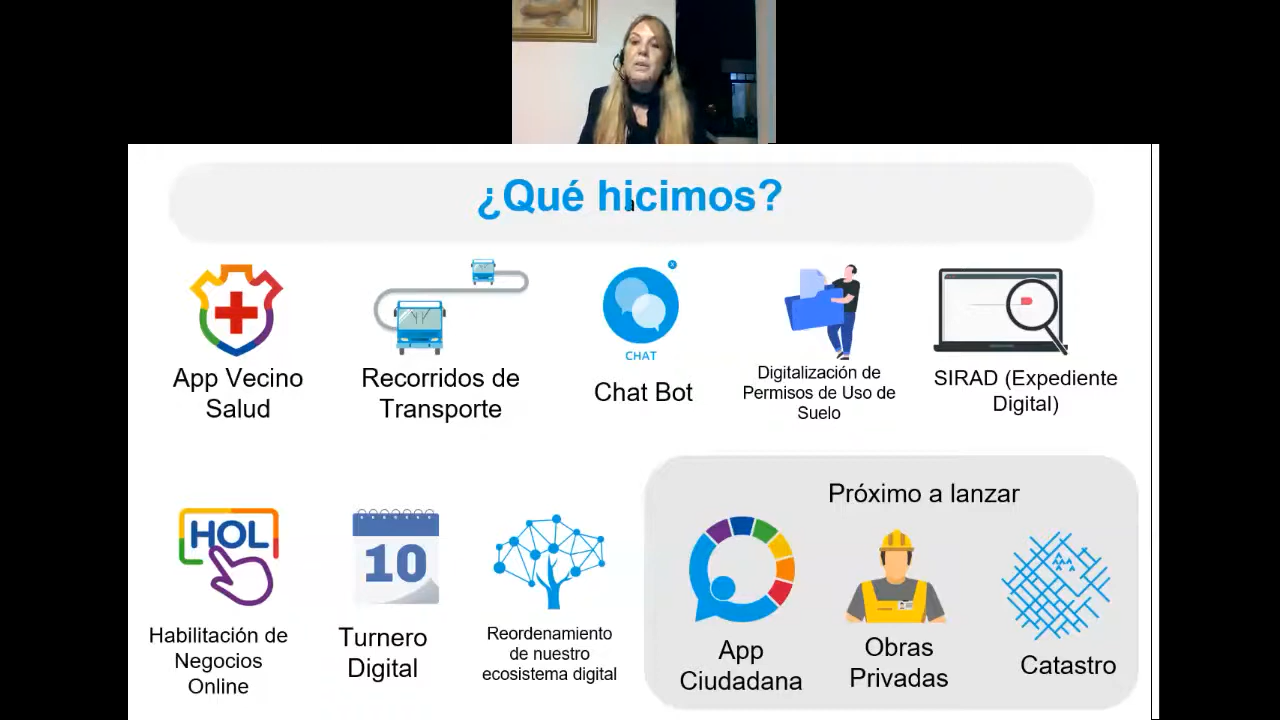 ¿Qué hicimos?
CHAT
App Vecino
Salud
Recorridos de
Transporte
Chat Bot
Digitalización de
Permisos de Uso de
Suelo
SIRAD (Expediente
Digital)
Próximo a lanzar
HOL
10
Habilitación de
Negocios
Online
Turnero
Digital
Reordenamiento
de nuestro
ecosistema digital
App
Ciudadana
Obras
Privadas
Catastro